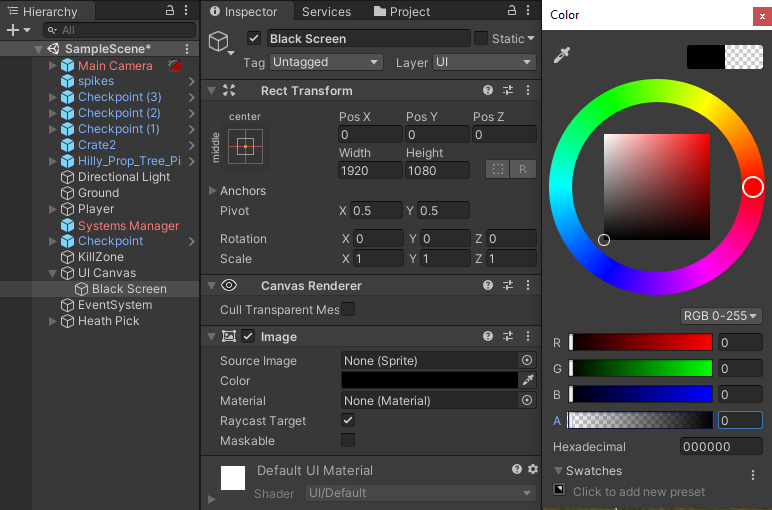 Hierarchy
All
SampleScene*
Main Camera
spikes
Checkpoint (3)
Checkpoint (2)
Checkpoint (1)
Crate2
Hilly_Prop_Tree_Pi
Directional Light
Ground
Player
Systems Manager
Checkpoint
KillZone
UI Canvas
Black Screen
EventSystem
Heath Pick
Inspector
Services
Project
Black Screen
Static
Tag Untagged Layer UI
Rect Transform
center
middle
Pos X Pos Y Pos Z
0 0 0
Width Height
1920 1080
R
Anchors
Pivot X 0.5 Y 0.5
Rotation X 0 Y 0 Z 0
Scale X 1 Y 1 Z 1
Canvas Renderer
Cull Transparent Mes
Image
Source Image None (Sprite)
Color
Material None (Material)
Raycast Target
Maskable
Default UI Material
Shader UI/Default
Color
x
RGB 0-255
R 0
G 0
B 0
A 0
Hexadecimal 000000
Swatches
Click to add new preset